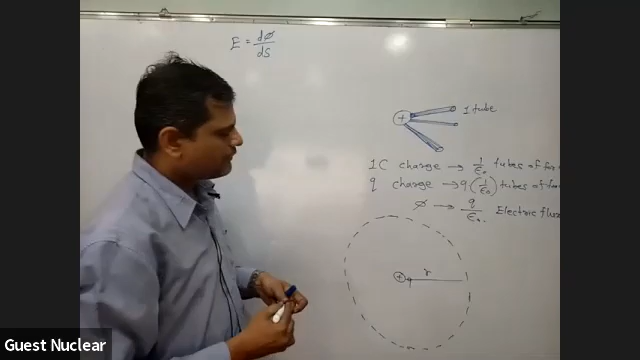 E = dφ/ds
1 tube
1C charge → 1/ε₀ tubes of for
q charge → q(1/ε₀) tubes of for
φ → q/ε₀. Electric flux
+
+
r
q
Guest Nuclear